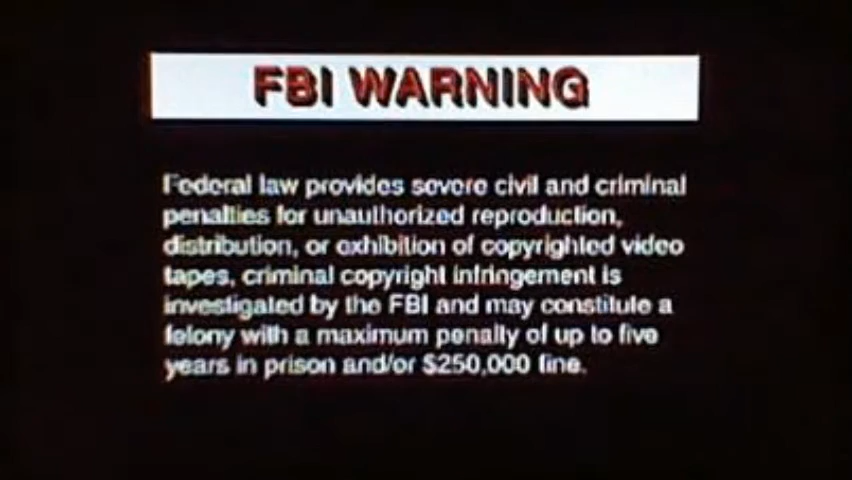 FBI WARNING
Federal law provides severe civil and criminal
penalties for unauthorized reproduction,
distribution, or exhibition of copyrighted video
tapes, criminal copyright infringement is
investigated by the FBI and may constitute a
felony with a maximum penalty of up to five
years in prison and/or $250,000 fine.